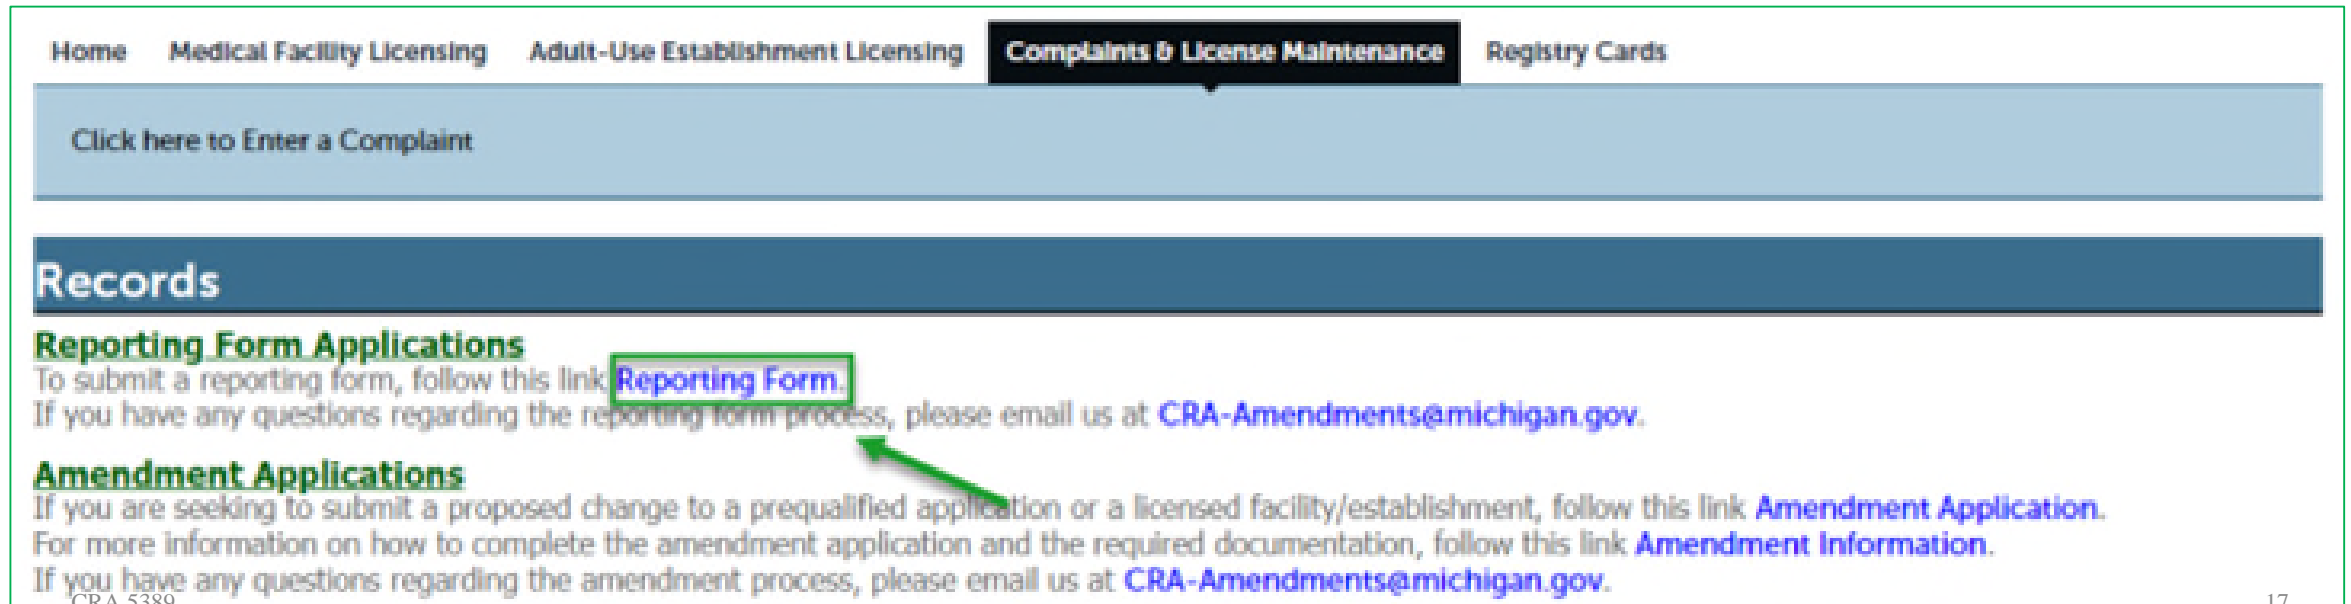 Home Medical Facility Licensing Adult-Use Establishment Licensing Complaints & License Maintenance Registry Cards
Click here to Enter a Complaint
Records
Reporting Form Applications
To submit a reporting form, follow this link Reporting Form.
If you have any questions regarding the reporting form process, please email us at CRA-Amendments@michigan.gov.
Amendment Applications
If you are seeking to submit a proposed change to a prequalified application or a licensed facility/establishment, follow this link Amendment Application.
For more information on how to complete the amendment application and the required documentation, follow this link Amendment Information.
If you have any questions regarding the amendment process, please email us at CRA-Amendments@michigan.gov.
CRA 5389 17